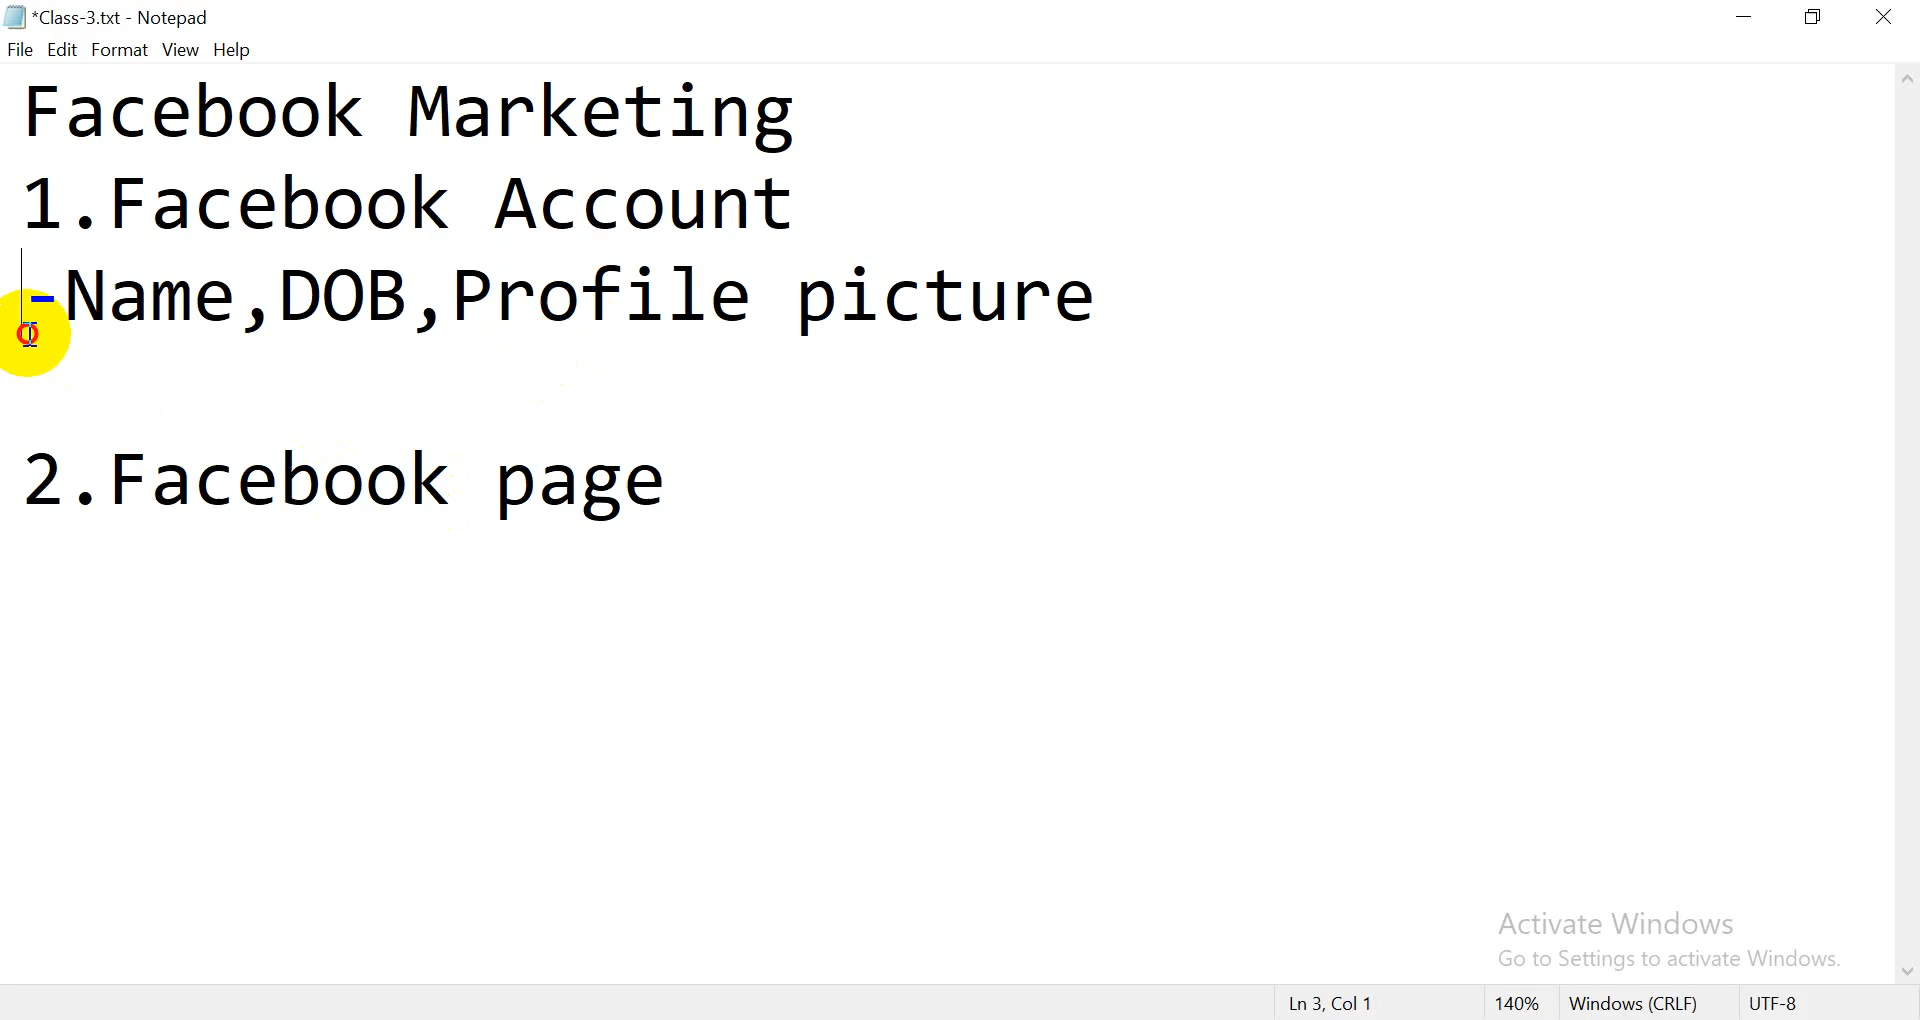 *Class-3.txt - Notepad
File Edit Format View Help
Facebook Marketing
1.Facebook Account
-Name,DOB,Profile picture
2.Facebook page
Activate Windows
Go to Settings to activate Windows.
Ln 3, Col 1 140% Windows (CRLF) UTF-8